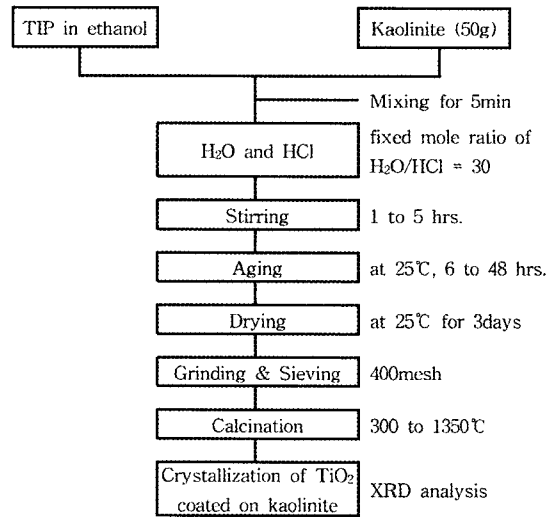 TIP in ethanol
Kaolinite (50g)
Mixing for 5min
H₂O and HCl
fixed mole ratio of
H₂O/HCl = 30
Stirring
1 to 5 hrs.
Aging
at 25℃, 6 to 48 hrs.
Drying
at 25℃ for 3days
Grinding & Sieving
400mesh
Calcination
300 to 1350℃
Crystallization of TiO₂
coated on kaolinite
XRD analysis